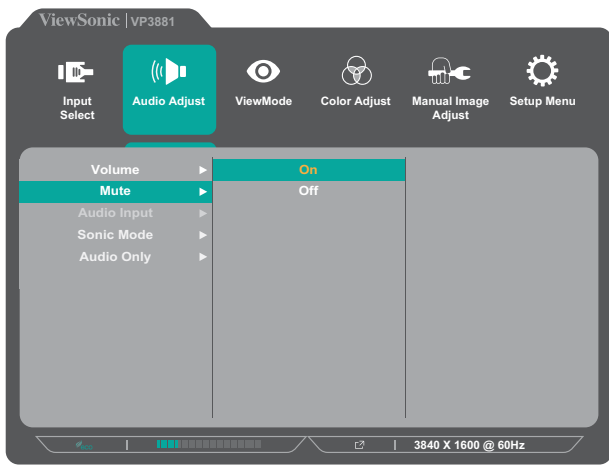 ViewSonic | VP3881
Input Select
Audio Adjust
ViewMode
Color Adjust
Manual Image Adjust
Setup Menu
Volume
On
Mute
Off
Audio Input
Sonic Mode
Audio Only
3840 X 1600 @ 60Hz